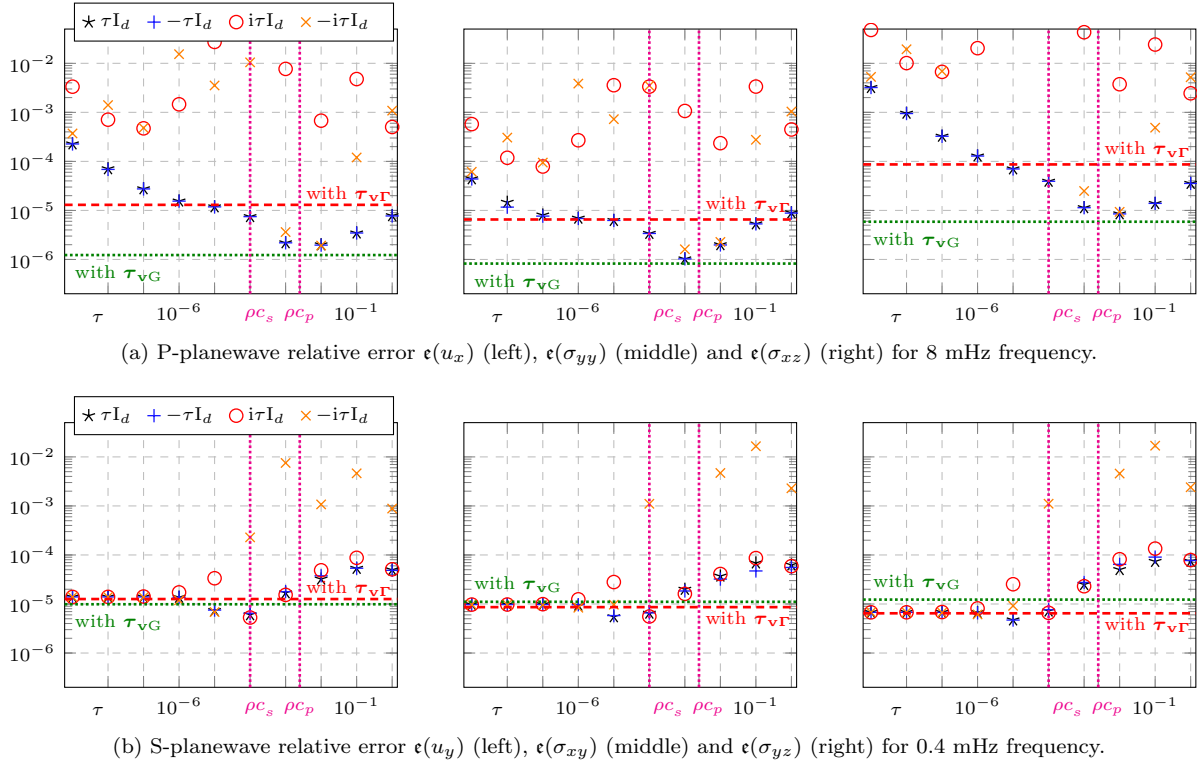 τI_d −τI_d iτI_d −iτI_d
10^−2
10^−3
10^−4
10^−5
10^−6
with τ_vΓ
with τ_vG
with τ_vΓ
with τ_vG
with τ_vΓ
with τ_vG
τ 10^−6 ρc_s ρc_p 10^−1
τ 10^−6 ρc_s ρc_p 10^−1
τ 10^−6 ρc_s ρc_p 10^−1
(a) P-planewave relative error 𝔢(u_x) (left), 𝔢(σ_yy) (middle) and 𝔢(σ_xz) (right) for 8 mHz frequency.
τI_d −τI_d iτI_d −iτI_d
10^−2
10^−3
10^−4
10^−5
10^−6
with τ_vΓ
with τ_vG
with τ_vG
with τ_vΓ
with τ_vG
with τ_vΓ
τ 10^−6 ρc_s ρc_p 10^−1
τ 10^−6 ρc_s ρc_p 10^−1
τ 10^−6 ρc_s ρc_p 10^−1
(b) S-planewave relative error 𝔢(u_y) (left), 𝔢(σ_xy) (middle) and 𝔢(σ_yz) (right) for 0.4 mHz frequency.